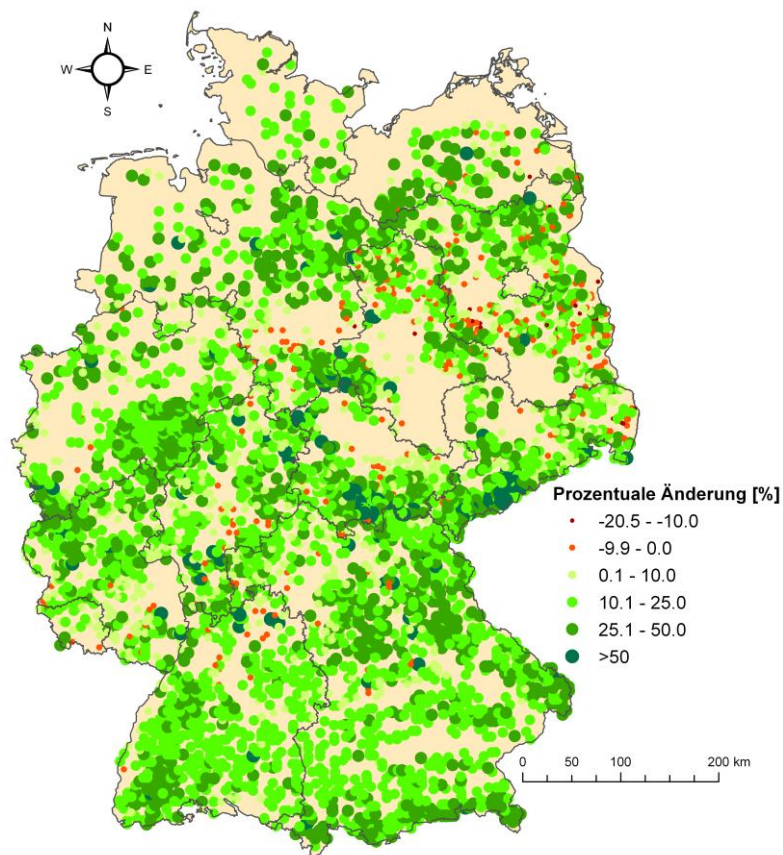 N
W E
S
Prozentuale Änderung [%]
-20.5 - -10.0
-9.9 - 0.0
0.1 - 10.0
10.1 - 25.0
25.1 - 50.0
>50
0 50 100 200 km